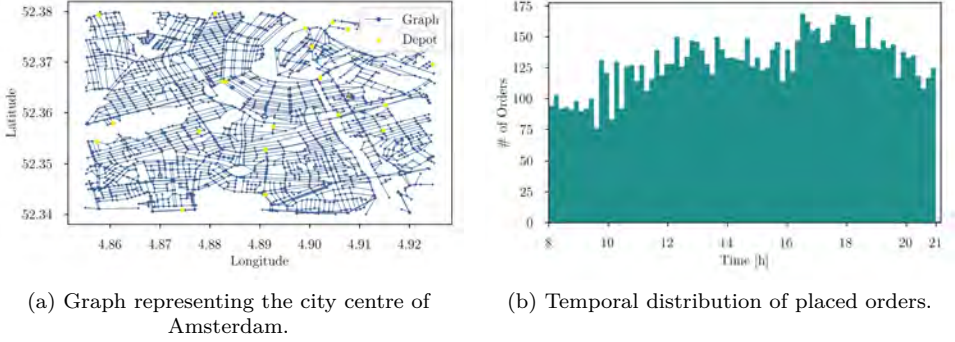 52.38
52.37
52.36
52.35
52.34
Latitude
4.86 4.87 4.88 4.89 4.90 4.91 4.92
Longitude
Graph
Depot
(a) Graph representing the city centre of
Amsterdam.
175
150
125
100
75
50
25
0
# of Orders
8 10 12 14 16 18 20 21
Time [h]
(b) Temporal distribution of placed orders.